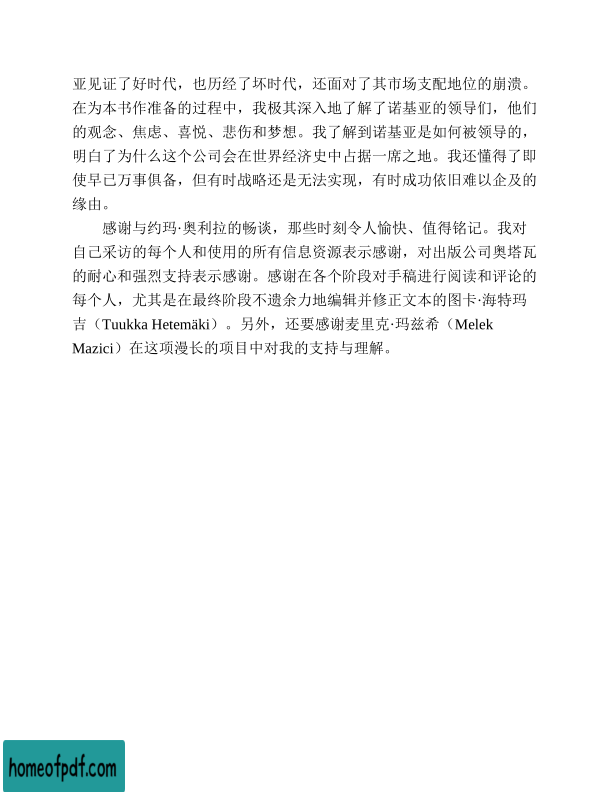 亚见证了好时代，也历经了坏时代，还面对了其市场支配地位的崩溃。
在为本书作准备的过程中，我极其深入地了解了诺基亚的领导们，他们
的观念、焦虑、喜悦、悲伤和梦想。我了解到诺基亚是如何被领导的，
明白了为什么这个公司会在世界经济史中占据一席之地。我还懂得了即
使早已万事俱备，但有时战略还是无法实现，有时成功依旧难以企及的
缘由。
感谢与约玛·奥利拉的畅谈，那些时刻令人愉快、值得铭记。我对
自己采访的每个人和使用的所有信息资源表示感谢，对出版公司奥塔瓦
的耐心和强烈支持表示感谢。感谢在各个阶段对手稿进行阅读和评论的
每个人，尤其是在最终阶段不遗余力地编辑并修正文本的图卡·海特玛
吉（Tuukka Hetemäki）。另外，还要感谢麦里克·玛兹希（Melek
Mazici）在这项漫长的项目中对我的支持与理解。
homeofpdf.com